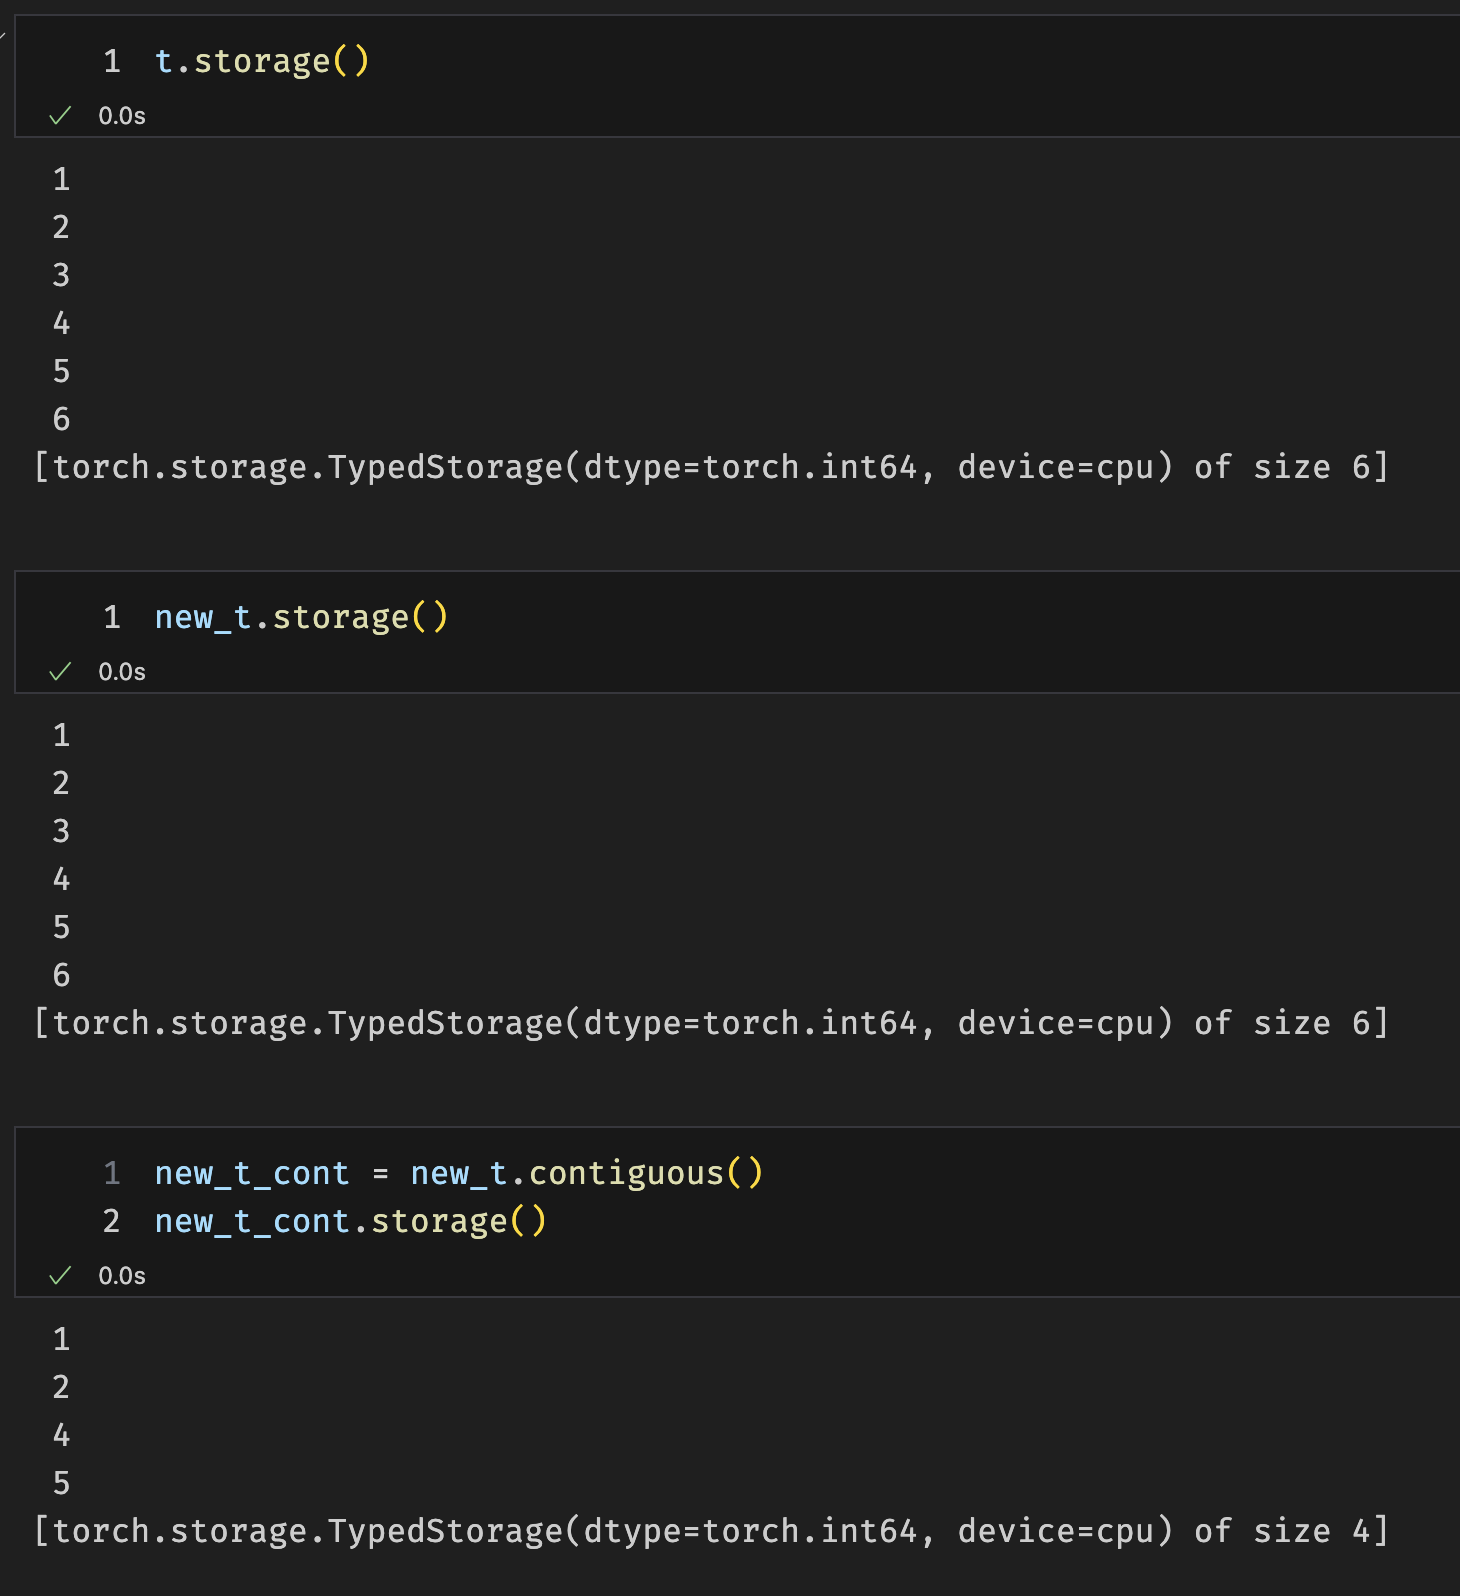 1 t.storage()
0.0s
1
2
3
4
5
6
[torch.storage.TypedStorage(dtype=torch.int64, device=cpu) of size 6]
1 new_t.storage()
0.0s
1
2
3
4
5
6
[torch.storage.TypedStorage(dtype=torch.int64, device=cpu) of size 6]
1 new_t_cont = new_t.contiguous()
2 new_t_cont.storage()
0.0s
1
2
4
5
[torch.storage.TypedStorage(dtype=torch.int64, device=cpu) of size 4]